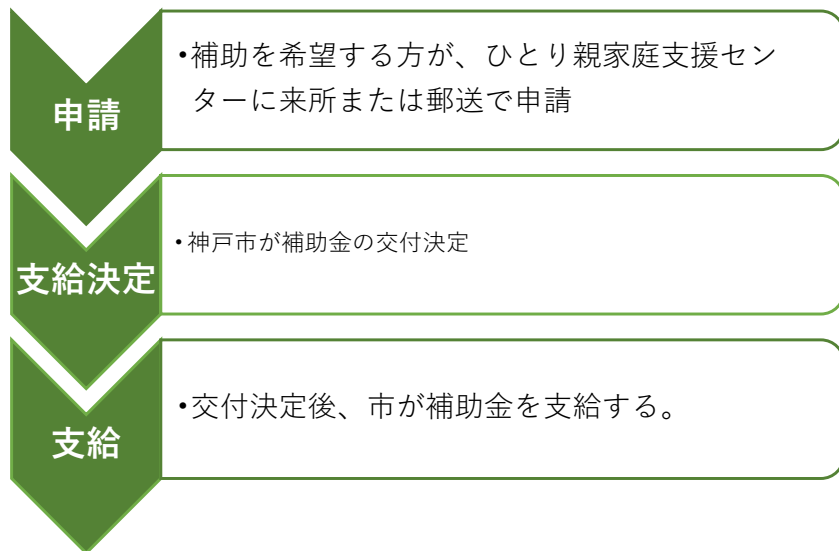 申請
•補助を希望する方が、ひとり親家庭支援セン
ターに来所または郵送で申請
支給決定
•神戸市が補助金の交付決定
支給
•交付決定後、市が補助金を支給する。